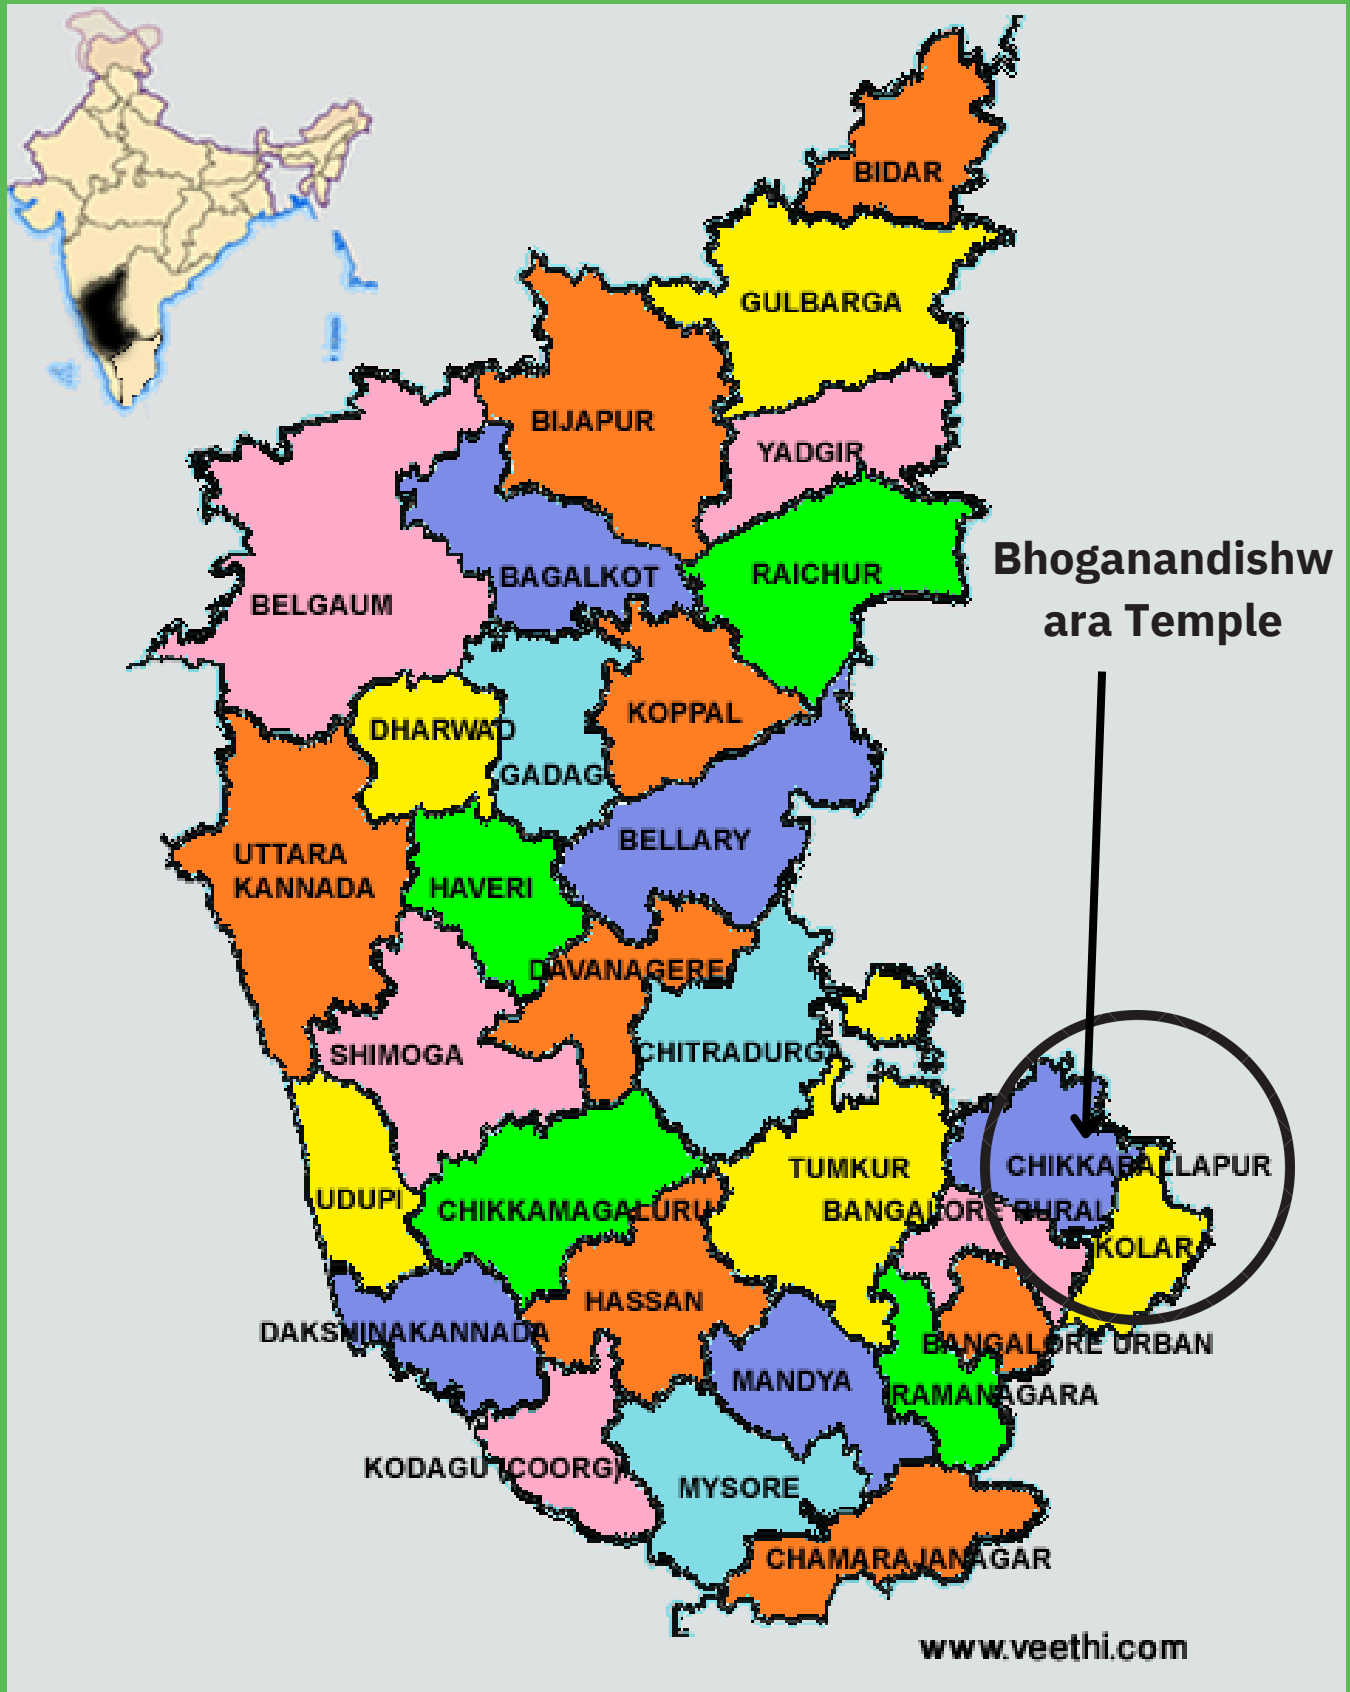 BIDAR
GULBARGA
BIJAPUR
YADGIR
Bhoganandishw
ara Temple
BAGALKOT
RAICHUR
BELGAUM
KOPPAL
DHARWAD
GADAG
BELLARY
UTTARA
KANNADA
HAVERI
DAVANAGERE
SHIMOGA
CHITRADURGA
TUMKUR
CHIKKABALLAPUR
UDUPI
CHIKKAMAGALURU
BANGALORE RURAL
KOLAR
HASSAN
DAKSHINAKANNADA
BANGALORE URBAN
MANDYA
RAMANAGARA
KODAGU (COORG)
MYSORE
CHAMARAJANAGAR
www.veethi.com